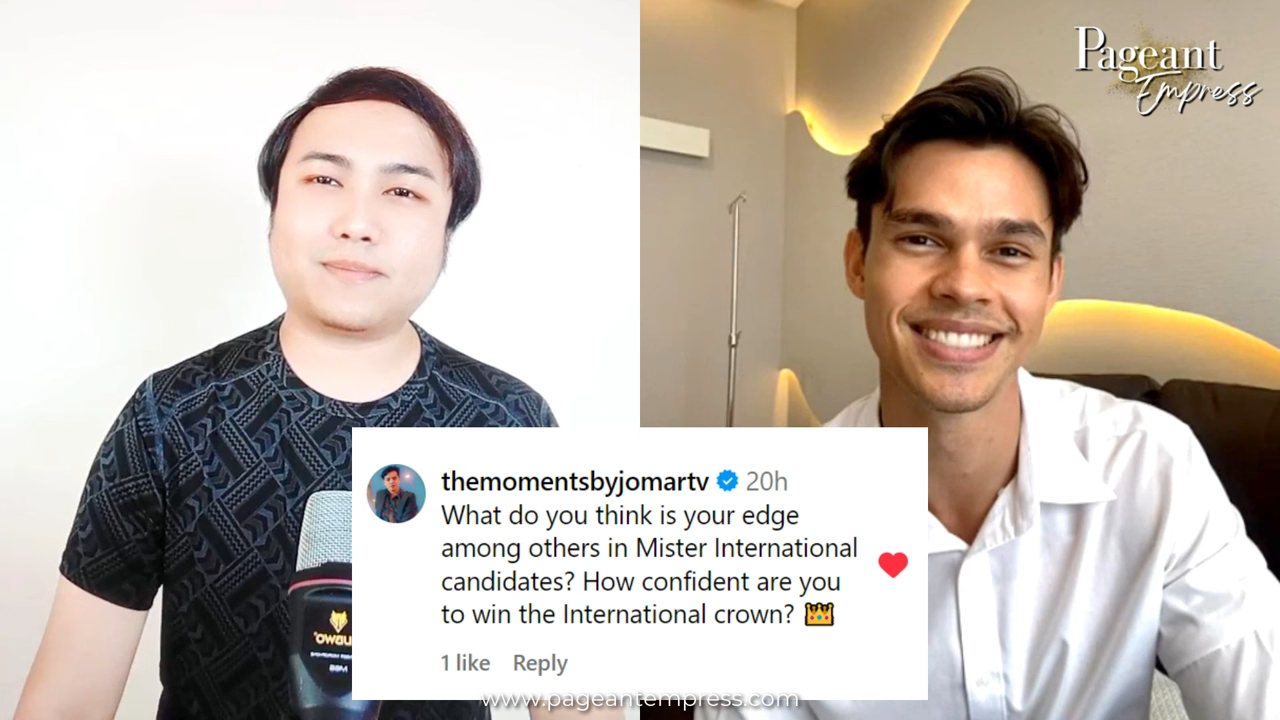 Pageant
Empress
themomentsbyjomartv 20h
What do you think is your edge
among others in Mister International
candidates? How confident are you
to win the International crown? 👑
1 like Reply
www.pageantempress.com